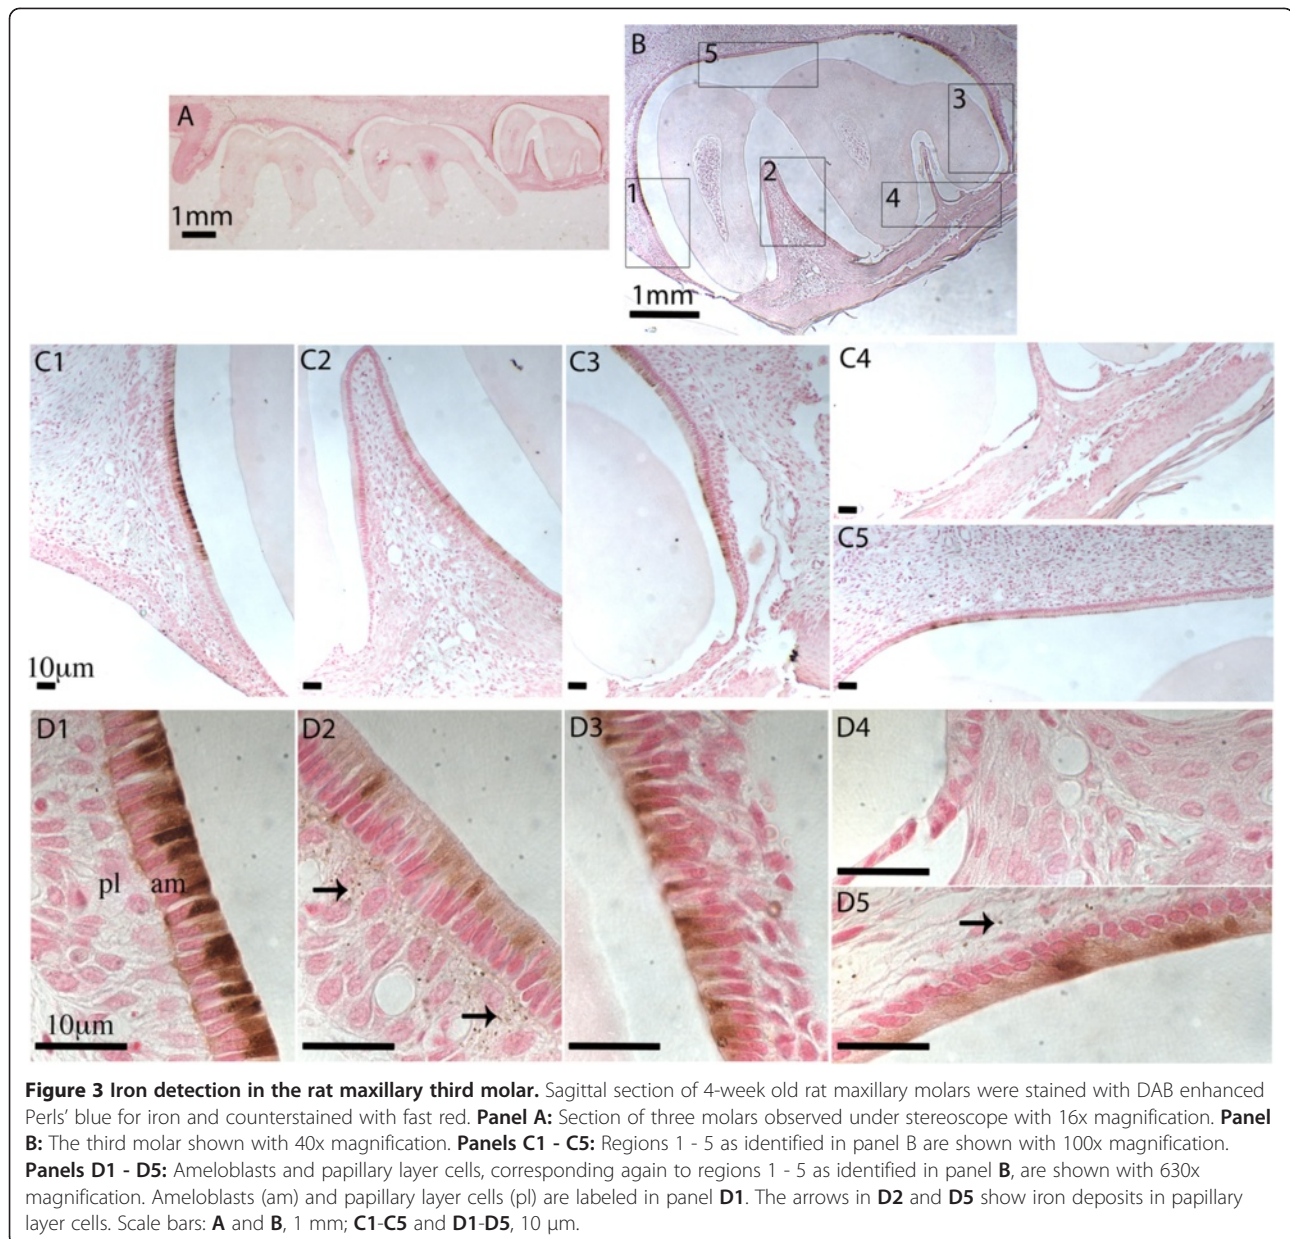 A
1mm
B
5
3
2
1
4
1mm
C1
C2
C3
C4
C5
10μm
D1
D2
D3
D4
pl am
D5
10μm
Figure 3 Iron detection in the rat maxillary third molar. Sagittal section of 4-week old rat maxillary molars were stained with DAB enhanced
Perls' blue for iron and counterstained with fast red. Panel A: Section of three molars observed under stereoscope with 16x magnification. Panel
B: The third molar shown with 40x magnification. Panels C1 - C5: Regions 1 - 5 as identified in panel B are shown with 100x magnification.
Panels D1 - D5: Ameloblasts and papillary layer cells, corresponding again to regions 1 - 5 as identified in panel B, are shown with 630x
magnification. Ameloblasts (am) and papillary layer cells (pl) are labeled in panel D1. The arrows in D2 and D5 show iron deposits in papillary
layer cells. Scale bars: A and B, 1 mm; C1-C5 and D1-D5, 10 μm.